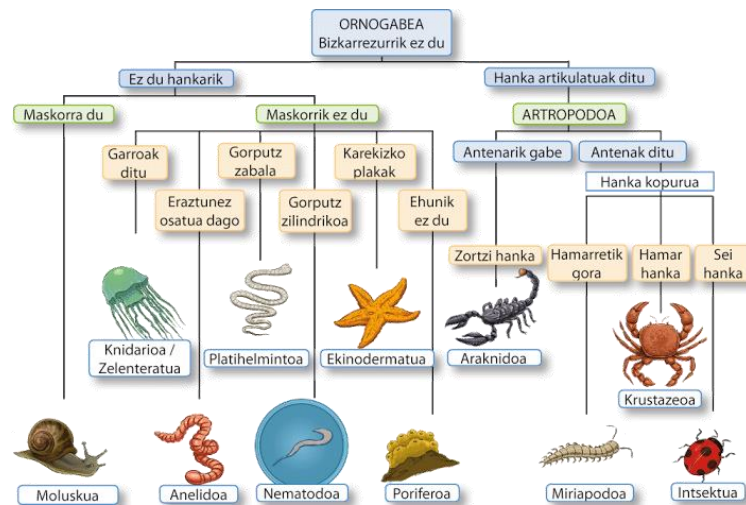 ORNOGABEA
Bizkarrezurrik ez du
Ez du hankarik
Hanka artikulatuak ditu
Maskorra du
Maskorrik ez du
ARTROPODOA
Garroak
ditu
Gorputz
zabala
Karekizko
plakak
Antenarik gabe
Antenak ditu
Hanka kopurua
Eraztunez
osatua dago
Gorputz
zilindrikoa
Ehunik
ez du
Zortzi hanka
Hamarretik
gora
Hamar
hanka
Sei
hanka
Knidarioa /
Zelenteratua
Platihelmintoa
Ekinodermatua
Araknidoa
Krustazeoa
Moluskua
Anelidoa
Nematodoa
Poriferoa
Miriapodoa
Intsektua